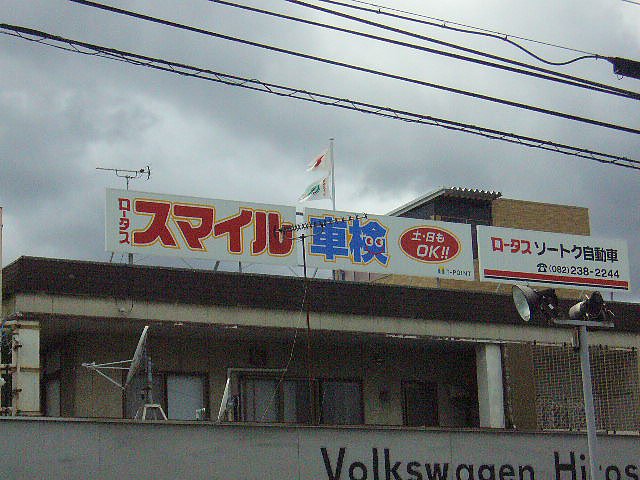 ロータス
スマイル車検
土・日も
OK!!
T-POINT
ロータス ソートク自動車
☎(082)238-2244
Volkswagen Hiros